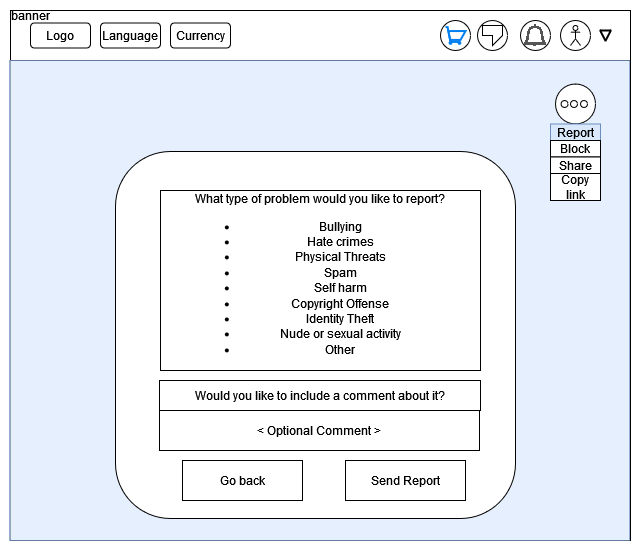 banner
Logo
Language
Currency
Report
Block
Share
Copy
link
What type of problem would you like to report?
Bullying
Hate crimes
Physical Threats
Spam
Self harm
Copyright Offense
Identity Theft
Nude or sexual activity
Other
Would you like to include a comment about it?
< Optional Comment >
Go back
Send Report